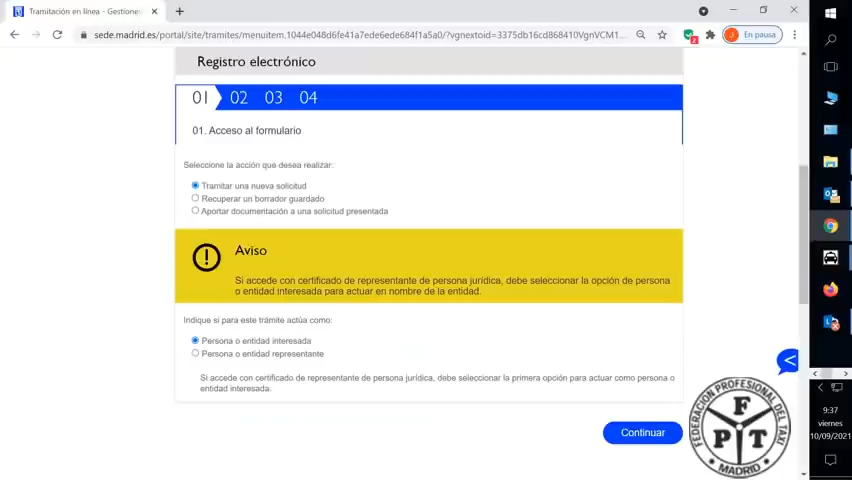 Tramitación en línea - Gestiones
sede.madrid.es/portal/site/tramites/menuitem.1044e048d6fe41a7ede6ede684f1a5a0/?vgnextoid=3375db16cd868410VgnVCM1...
2
J
En pausa
Registro electrónico
01 02 03 04
01. Acceso al formulario
Seleccione la acción que desea realizar:
Tramitar una nueva solicitud
Recuperar un borrador guardado
Aportar documentación a una solicitud presentada
Aviso
Si accede con certificado de representante de persona jurídica, debe seleccionar la opción de persona
o entidad interesada para actuar en nombre de la entidad.
Indique si para este trámite actúa como:
Persona o entidad interesada
Persona o entidad representante
Si accede con certificado de representante de persona jurídica, debe seleccionar la primera opción para actuar como persona o
entidad interesada.
Continuar
FEDERACIÓN PROFESIONAL DEL TAXI
F
P T
MADRID
9:37
viernes
10/09/2021